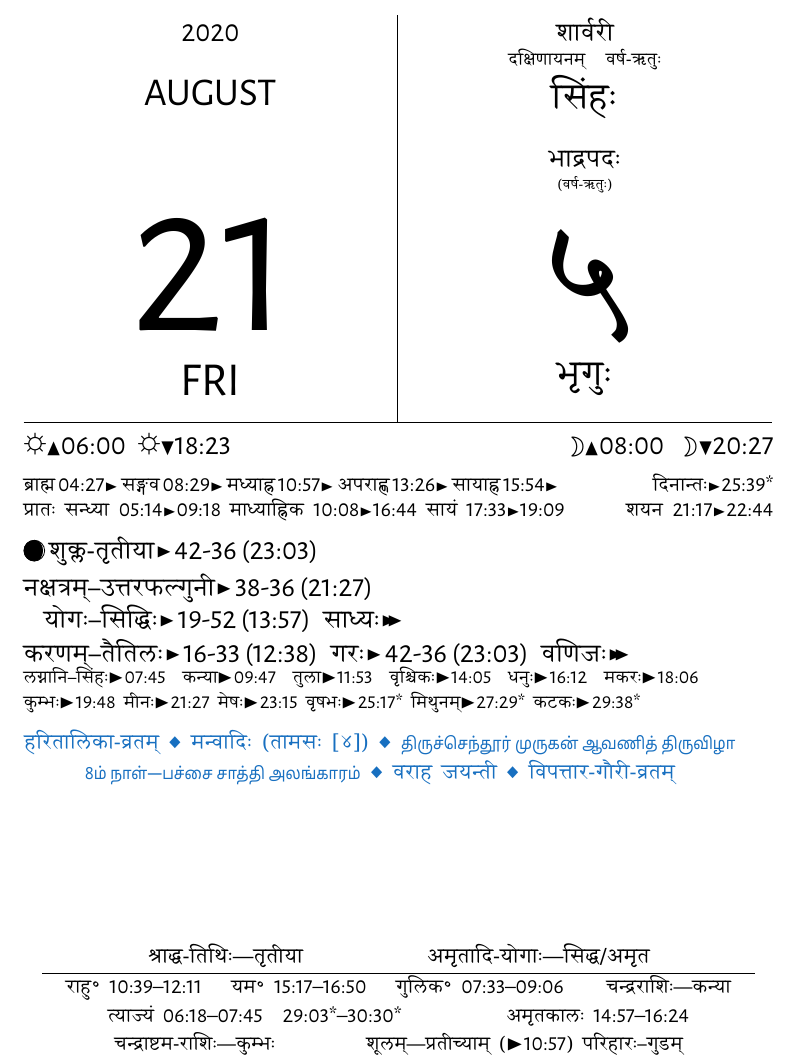 2020
AUGUST
21
FRI
शार्वरी
दक्षिणायनम् वर्ष-ऋतुः
सिंहः
भाद्रपदः
(वर्ष-ऋतुः)
५
भृगुः
☼▲06:00 ☼▼18:23 ☽▲08:00 ☽▼20:27
ब्राह्म 04:27► सङ्गव 08:29► मध्याह्न 10:57► अपराह्ण 13:26► सायाह्न 15:54► दिनान्तः►25:39*
प्रातः सन्ध्या 05:14►09:18 माध्याह्निक 10:08►16:44 सायं 17:33►19:09 शयन 21:17►22:44
शुक्ल-तृतीया►42-36 (23:03)
नक्षत्रम्–उत्तरफल्गुनी►38-36 (21:27)
योगः–सिद्धिः►19-52 (13:57) साध्यः►►
करणम्–तैतिलः►16-33 (12:38) गरः►42-36 (23:03) वणिजः►►
लग्नानि–सिंहः►07:45 कन्या►09:47 तुला►11:53 वृश्चिकः►14:05 धनुः►16:12 मकरः►18:06
कुम्भः►19:48 मीनः►21:27 मेषः►23:15 वृषभः►25:17* मिथुनम्►27:29* कटकः►29:38*
हरितालिका-व्रतम् ◆ मन्वादिः (तामसः [४]) ◆ திருச்செந்தூர் முருகன் ஆவணித் திருவிழா
8ம் நாள்—பச்சை சாத்தி அலங்காரம் ◆ वराह जयन्ती ◆ विपत्तार-गौरी-व्रतम्
श्राद्ध-तिथिः—तृतीया अमृतादि-योगाः—सिद्ध/अमृत
राहु° 10:39–12:11 यम° 15:17–16:50 गुलिक° 07:33–09:06 चन्द्रराशिः—कन्या
त्याज्यं 06:18–07:45 29:03*–30:30* अमृतकालः 14:57–16:24
चन्द्राष्टम-राशिः—कुम्भः शूलम्—प्रतीच्याम् (►10:57) परिहारः–गुडम्